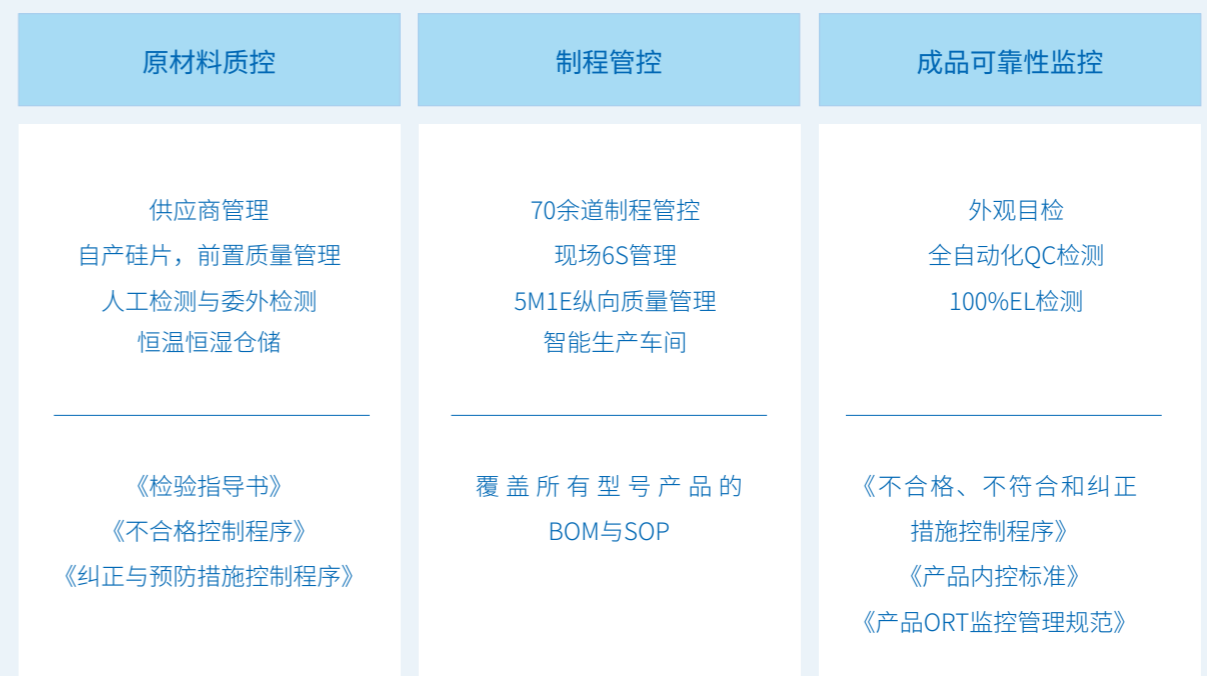 原材料质控
供应商管理
自产硅片，前置质量管理
人工检测与委外检测
恒温恒湿仓储
《检验指导书》
《不合格控制程序》
《纠正与预防措施控制程序》
制程管控
70余道制程管控
现场6S管理
5M1E纵向质量管理
智能生产车间
覆盖所有型号产品的
BOM与SOP
成品可靠性监控
外观目检
全自动化QC检测
100%EL检测
《不合格、不符合和纠正
措施控制程序》
《产品内控标准》
《产品ORT监控管理规范》